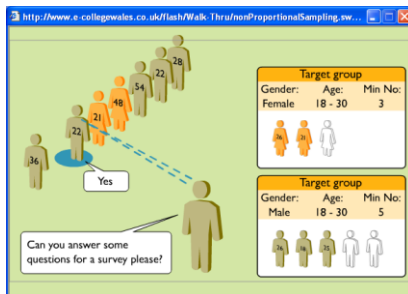 http://www.e-collegewales.co.uk/flash/Walk-Thru/nonProportionalSampling.sw...
28
22
54
48
21
22
36
Yes
Can you answer some
questions for a survey please?
Target group
Gender: Age: Min No:
Female 18 - 30 3
21
Target group
Gender: Age: Min No:
Male 18 - 30 5